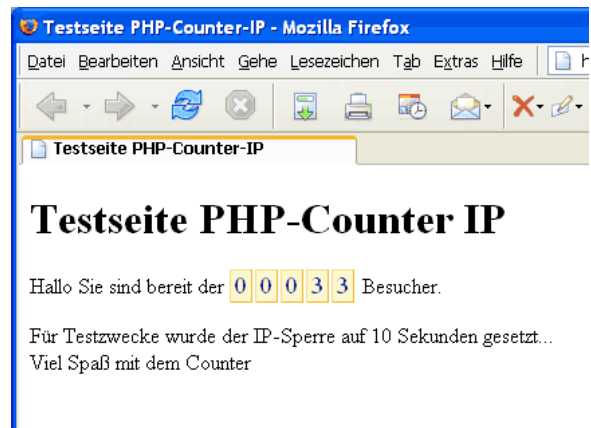 Testseite PHP-Counter-IP - Mozilla Firefox
Datei Bearbeiten Ansicht Gehe Lesezeichen Tab Extras Hilfe
Testseite PHP-Counter-IP
Testseite PHP-Counter IP
Hallo Sie sind bereit der 0 0 0 3 3 Besucher.
Für Testzwecke wurde der IP-Sperre auf 10 Sekunden gesetzt...
Viel Spaß mit dem Counter